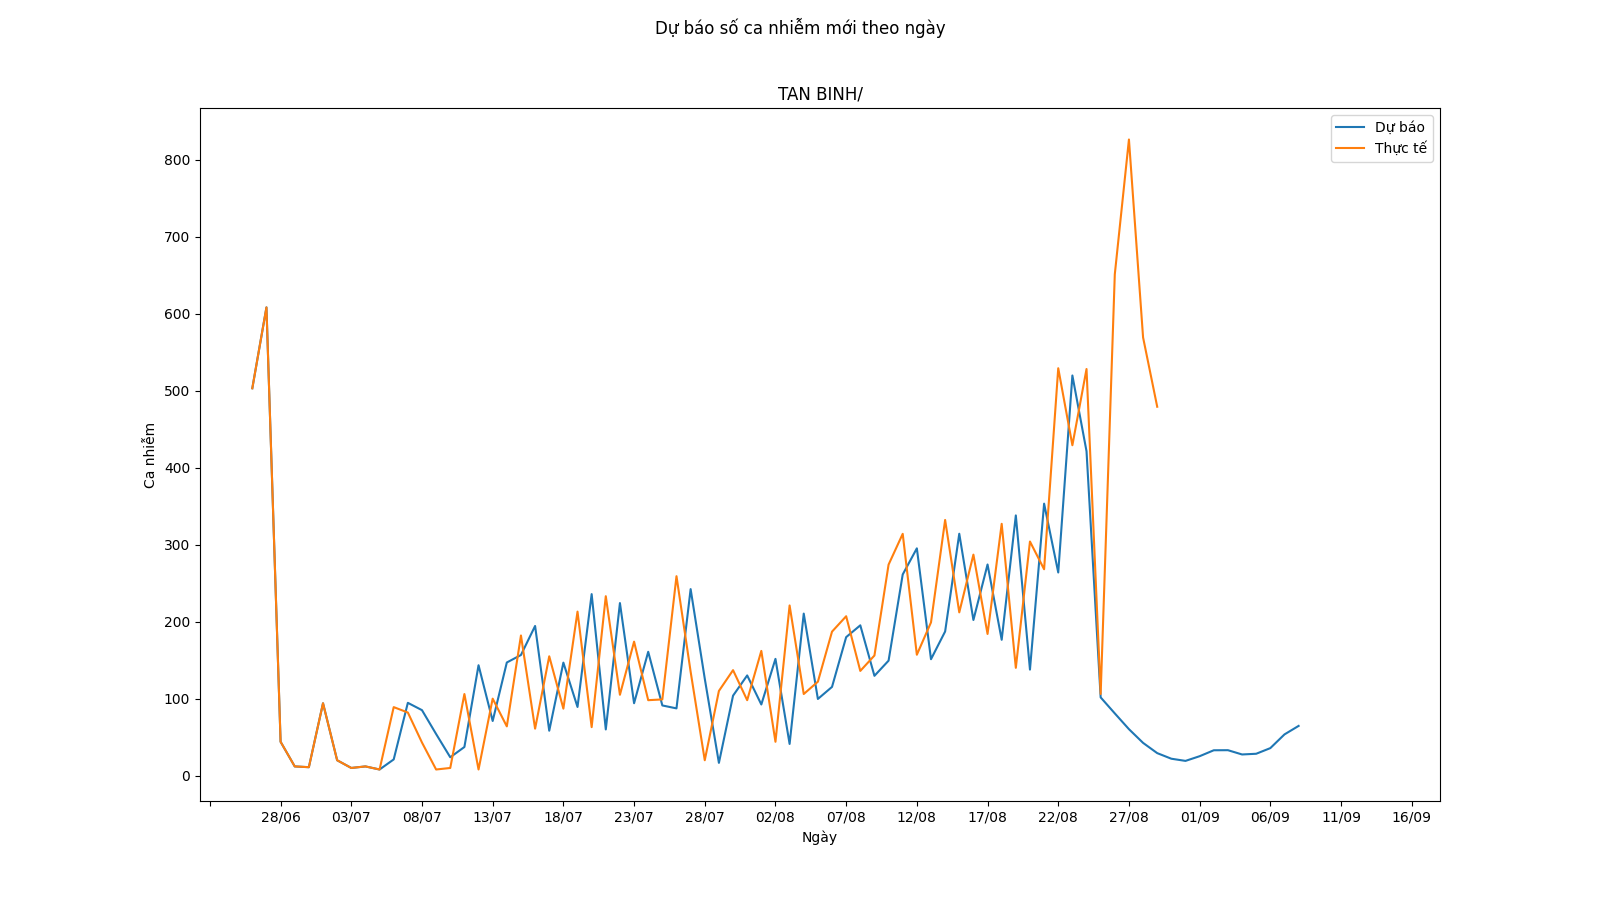 Dự báo số ca nhiễm mới theo ngày
TAN BINH/
Dự báo
Thực tế
800
700
600
500
400
300
200
100
0
Ca nhiễm
28/06 03/07 08/07 13/07 18/07 23/07 28/07 02/08 07/08 12/08 17/08 22/08 27/08 01/09 06/09 11/09 16/09
Ngày